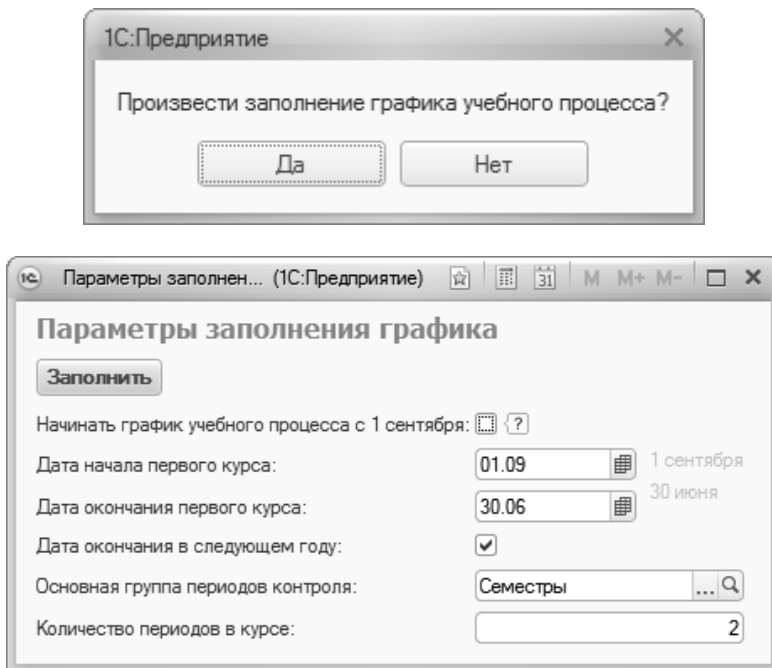 1С:Предприятие
Произвести заполнение графика учебного процесса?
Да Нет
Параметры заполнен... (1С:Предприятие) 31 M M+ M-
Параметры заполнения графика
Заполнить
Начинать график учебного процесса с 1 сентября: ?
Дата начала первого курса: 01.09 1 сентября
Дата окончания первого курса: 30.06 30 июня
Дата окончания в следующем году:
Основная группа периодов контроля: Семестры ...
Количество периодов в курсе: 2